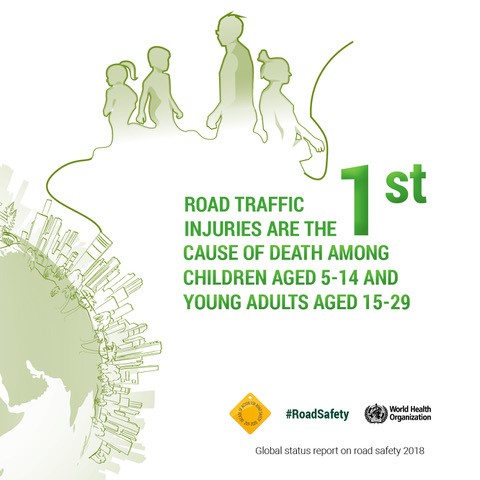 ROAD TRAFFIC
INJURIES ARE THE 1st
CAUSE OF DEATH AMONG
CHILDREN AGED 5-14 AND
YOUNG ADULTS AGED 15-29
#RoadSafety
World Health
Organization
Global status report on road safety 2018